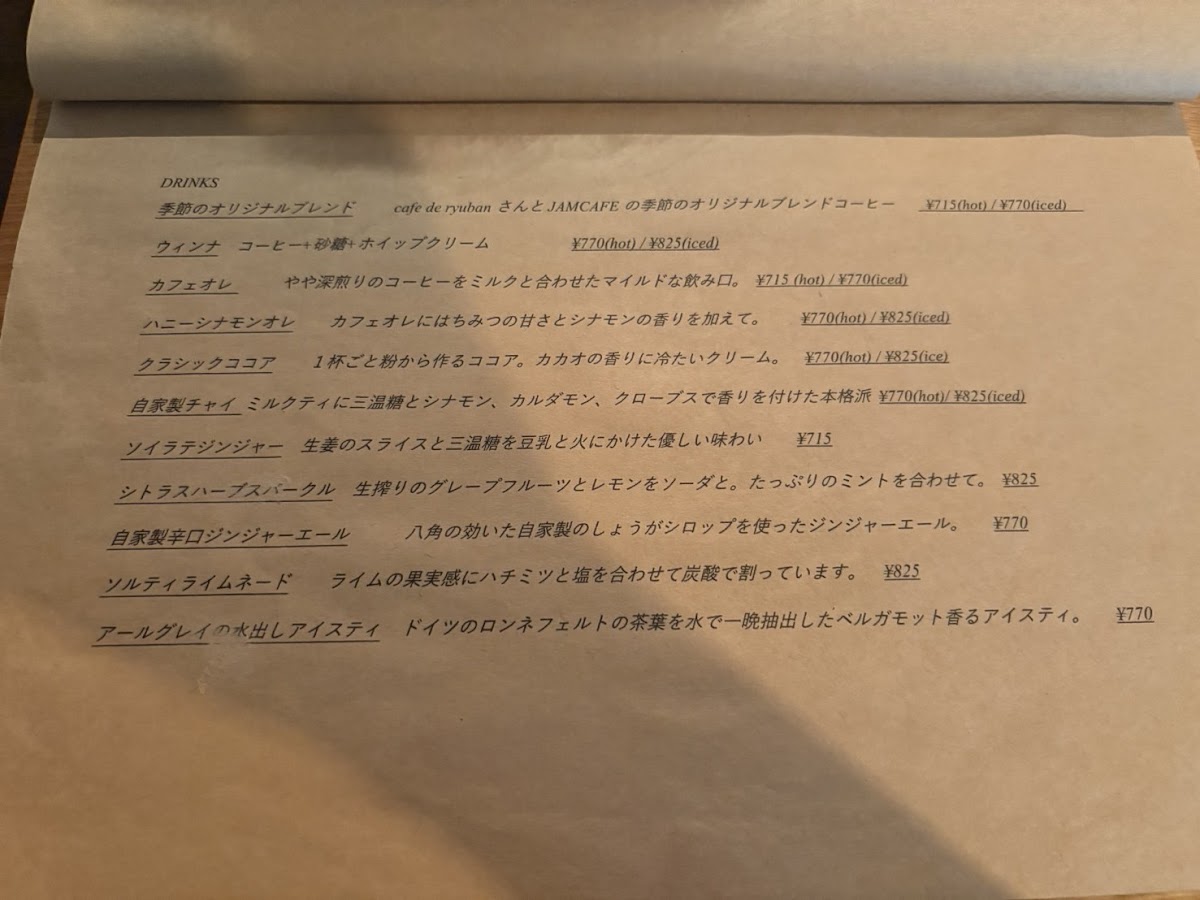 DRINKS
季節のオリジナルブレンド cafe de ryuban さんと JAMCAFE の季節のオリジナルブレンドコーヒー ¥715(hot) / ¥770(iced)
ウィンナ コーヒー+砂糖+ホイップクリーム ¥770(hot) / ¥825(iced)
カフェオレ やや深煎りのコーヒーをミルクと合わせたマイルドな飲み口。 ¥715 (hot) / ¥770(iced)
ハニーシナモンオレ カフェオレにはちみつの甘さとシナモンの香りを加えて。 ¥770(hot) / ¥825(iced)
クラシックココア 1杯ごと粉から作るココア。カカオの香りに冷たいクリーム。 ¥770(hot) / ¥825(ice)
自家製チャイ ミルクティに三温糖とシナモン、カルダモン、クローブスで香りを付けた本格派 ¥770(hot)/ ¥825(iced)
ソイラテジンジャー 生姜のスライスと三温糖を豆乳と火にかけた優しい味わい ¥715
シトラスハーブスパークル 生搾りのグレープフルーツとレモンをソーダと。たっぷりのミントを合わせて。 ¥825
自家製辛口ジンジャーエール 八角の効いた自家製のしょうがシロップを使ったジンジャーエール。 ¥770
ソルティライムネード ライムの果実感にハチミツと塩を合わせて炭酸で割っています。 ¥825
アールグレイの水出しアイスティ ドイツのロンネフェルトの茶葉を水で一晩抽出したベルガモット香るアイスティ。 ¥770